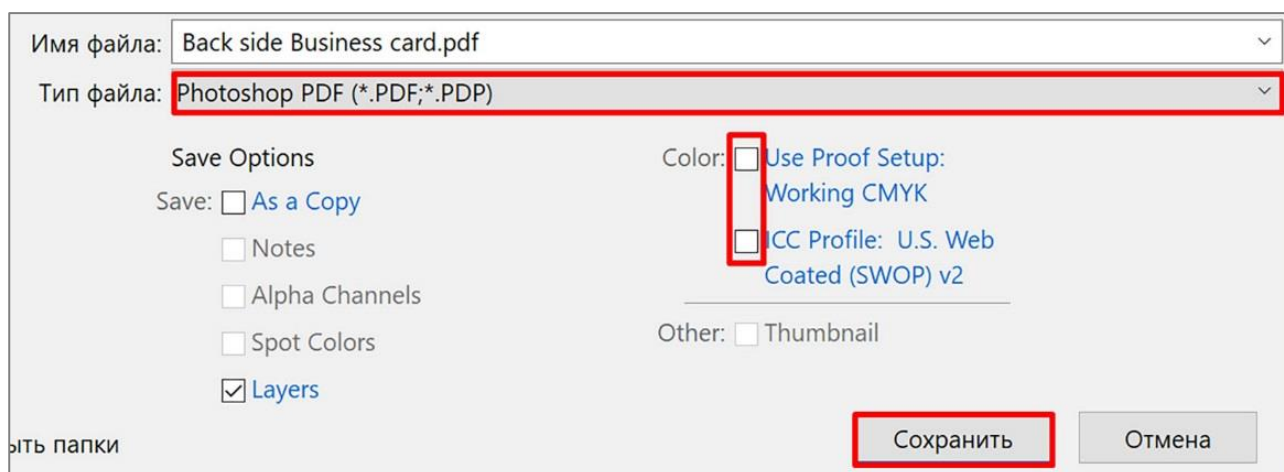 Имя файла: Back side Business card.pdf
Тип файла: Photoshop PDF (*.PDF;*.PDP)
Save Options
Save: As a Copy
Notes
Alpha Channels
Spot Colors
Layers
Color: Use Proof Setup:
Working CMYK
ICC Profile: U.S. Web
Coated (SWOP) v2
Other: Thumbnail
ыть папки
Сохранить
Отмена